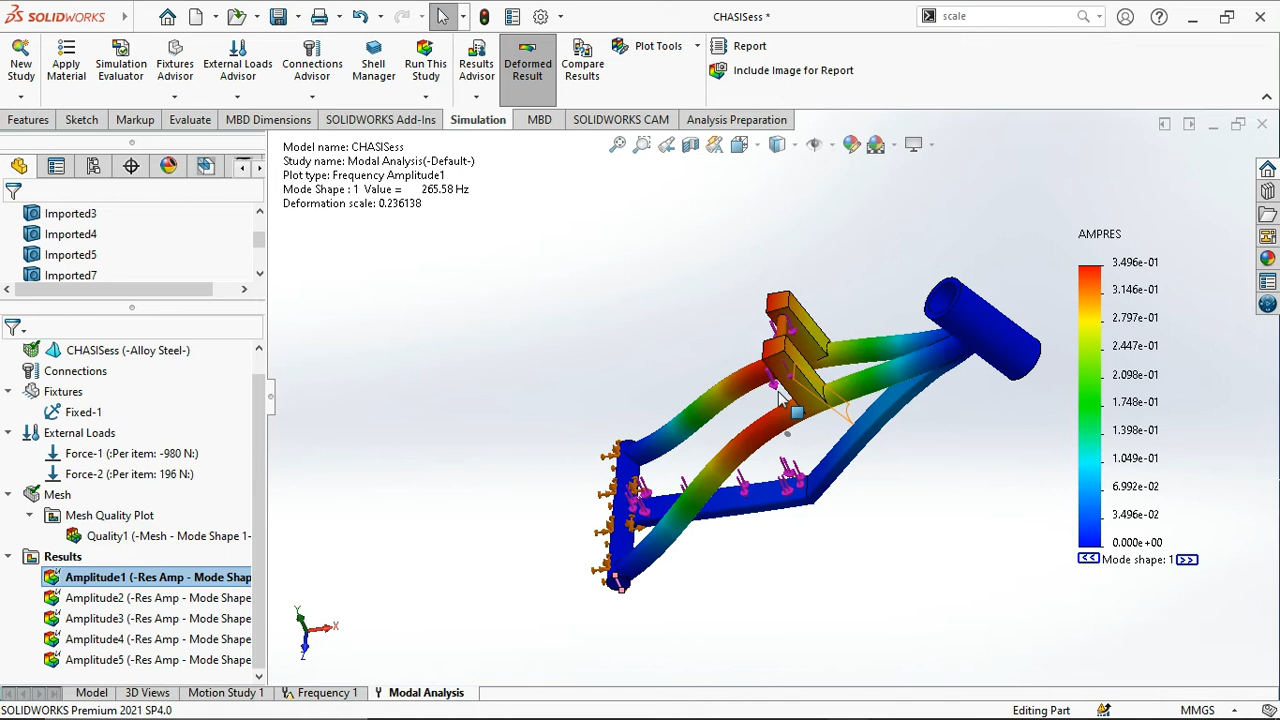 SOLIDWORKS
CHASISess *
scale
New Study
Apply Material
Simulation Evaluator
Fixtures Advisor
External Loads Advisor
Connections Advisor
Shell Manager
Run This Study
Results Advisor
Deformed Result
Compare Results
Plot Tools
Report
Include Image for Report
Features
Sketch
Markup
Evaluate
MBD Dimensions
SOLIDWORKS Add-Ins
Simulation
MBD
SOLIDWORKS CAM
Analysis Preparation
Imported3
Imported4
Imported5
Imported7
CHASISess (-Alloy Steel-)
Connections
Fixtures
Fixed-1
External Loads
Force-1 (:Per item: -980 N:)
Force-2 (:Per item: 196 N:)
Mesh
Mesh Quality Plot
Quality1 (-Mesh - Mode Shape 1-
Results
Amplitude1 (-Res Amp - Mode Shap
Amplitude2 (-Res Amp - Mode Shape
Amplitude3 (-Res Amp - Mode Shape
Amplitude4 (-Res Amp - Mode Shape
Amplitude5 (-Res Amp - Mode Shape
Model name: CHASISess
Study name: Modal Analysis(-Default-)
Plot type: Frequency Amplitude1
Mode Shape : 1 Value = 265.58 Hz
Deformation scale: 0.236138
AMPRES
3.496e-01
3.146e-01
2.797e-01
2.447e-01
2.098e-01
1.748e-01
1.398e-01
1.049e-01
6.992e-02
3.496e-02
0.000e+00
<< Mode shape: 1 >>
Y
X
Z
Model
3D Views
Motion Study 1
Frequency 1
Modal Analysis
SOLIDWORKS Premium 2021 SP4.0
Editing Part
MMGS